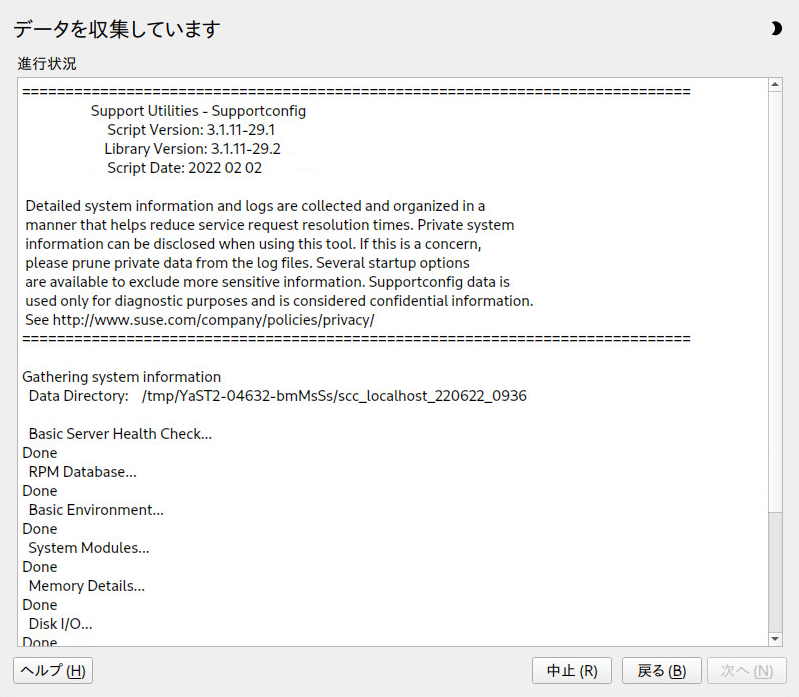 データを収集しています
進行状況
==============================================================================
Support Utilities - Supportconfig
Script Version: 3.1.11-29.1
Library Version: 3.1.11-29.2
Script Date: 2022 02 02
Detailed system information and logs are collected and organized in a
manner that helps reduce service request resolution times. Private system
information can be disclosed when using this tool. If this is a concern,
please prune private data from the log files. Several startup options
are available to exclude more sensitive information. Supportconfig data is
used only for diagnostic purposes and is considered confidential information.
See http://www.suse.com/company/policies/privacy/
==============================================================================
Gathering system information
Data Directory: /tmp/YaST2-04632-bmMsSs/scc_localhost_220622_0936
Basic Server Health Check...
Done
RPM Database...
Done
Basic Environment...
Done
System Modules...
Done
Memory Details...
Done
Disk I/O...
Done
ヘルプ (H) 中止 (R) 戻る (B) 次へ (N)